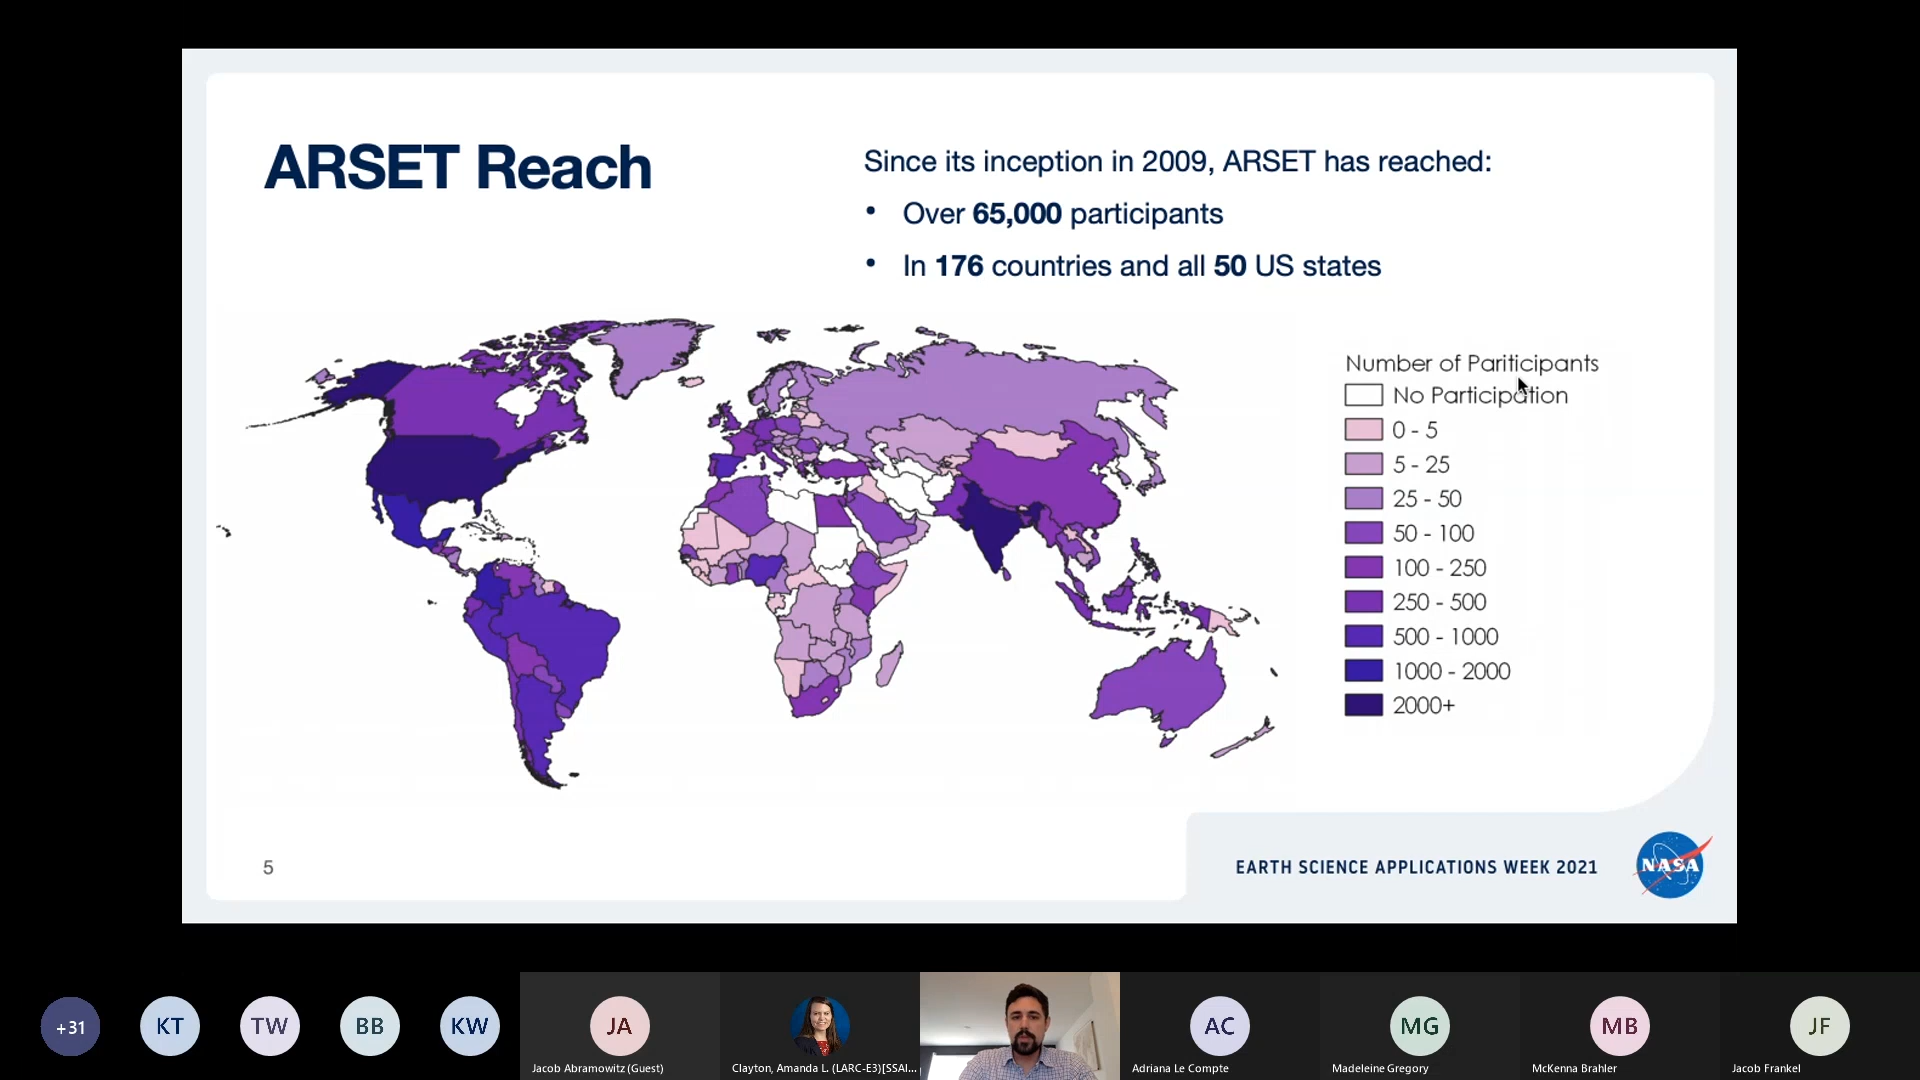 ARSET Reach
Since its inception in 2009, ARSET has reached:
• Over 65,000 participants
• In 176 countries and all 50 US states
Number of Pariticipants
No Participation
0 - 5
5 - 25
25 - 50
50 - 100
100 - 250
250 - 500
500 - 1000
1000 - 2000
2000+
5
EARTH SCIENCE APPLICATIONS WEEK 2021
NASA
+31
KT
TW
BB
KW
JA
AC
MG
MB
JF
Jacob Abramowitz (Guest)
Clayton, Amanda L. (LARC-E3)[SSAI...
Adriana Le Compte
Madeleine Gregory
McKenna Brahler
Jacob Frankel